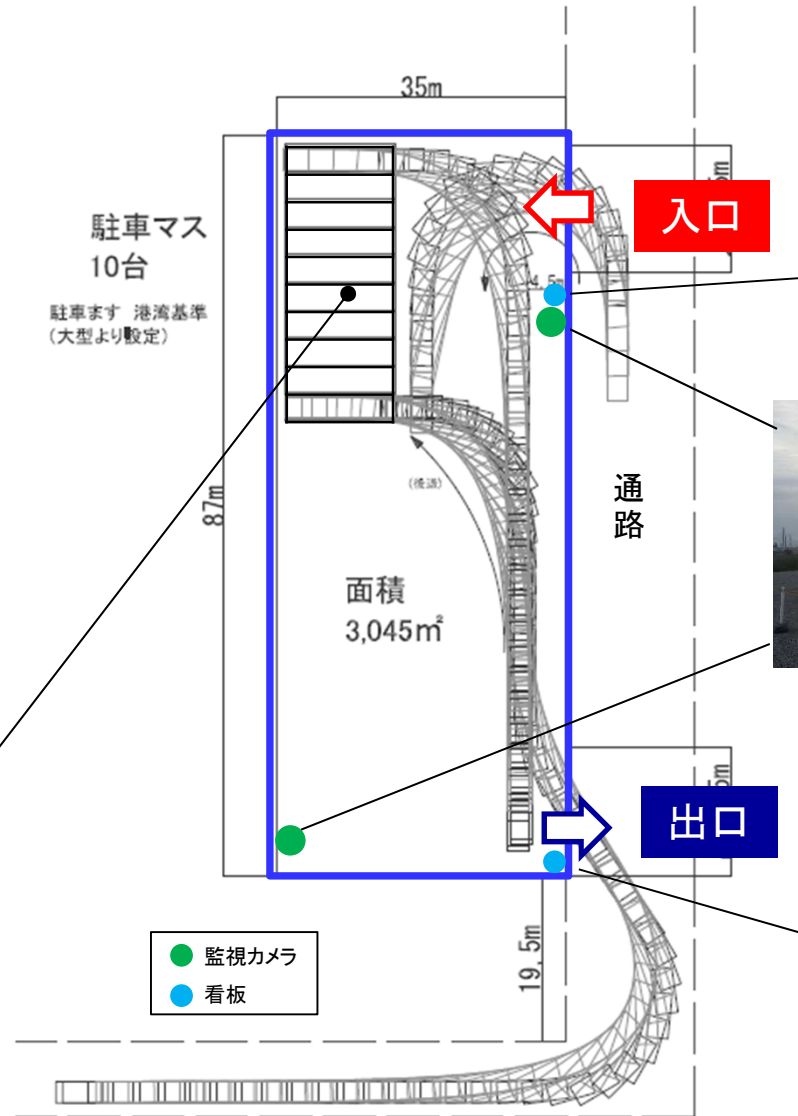 35m
入口
駐車マス
10台
駐車ます 港湾基準
(大型より設定)
4.5m
87m
通
路
(後退)
面積
3,045㎡
出口
19,5m
監視カメラ
看板